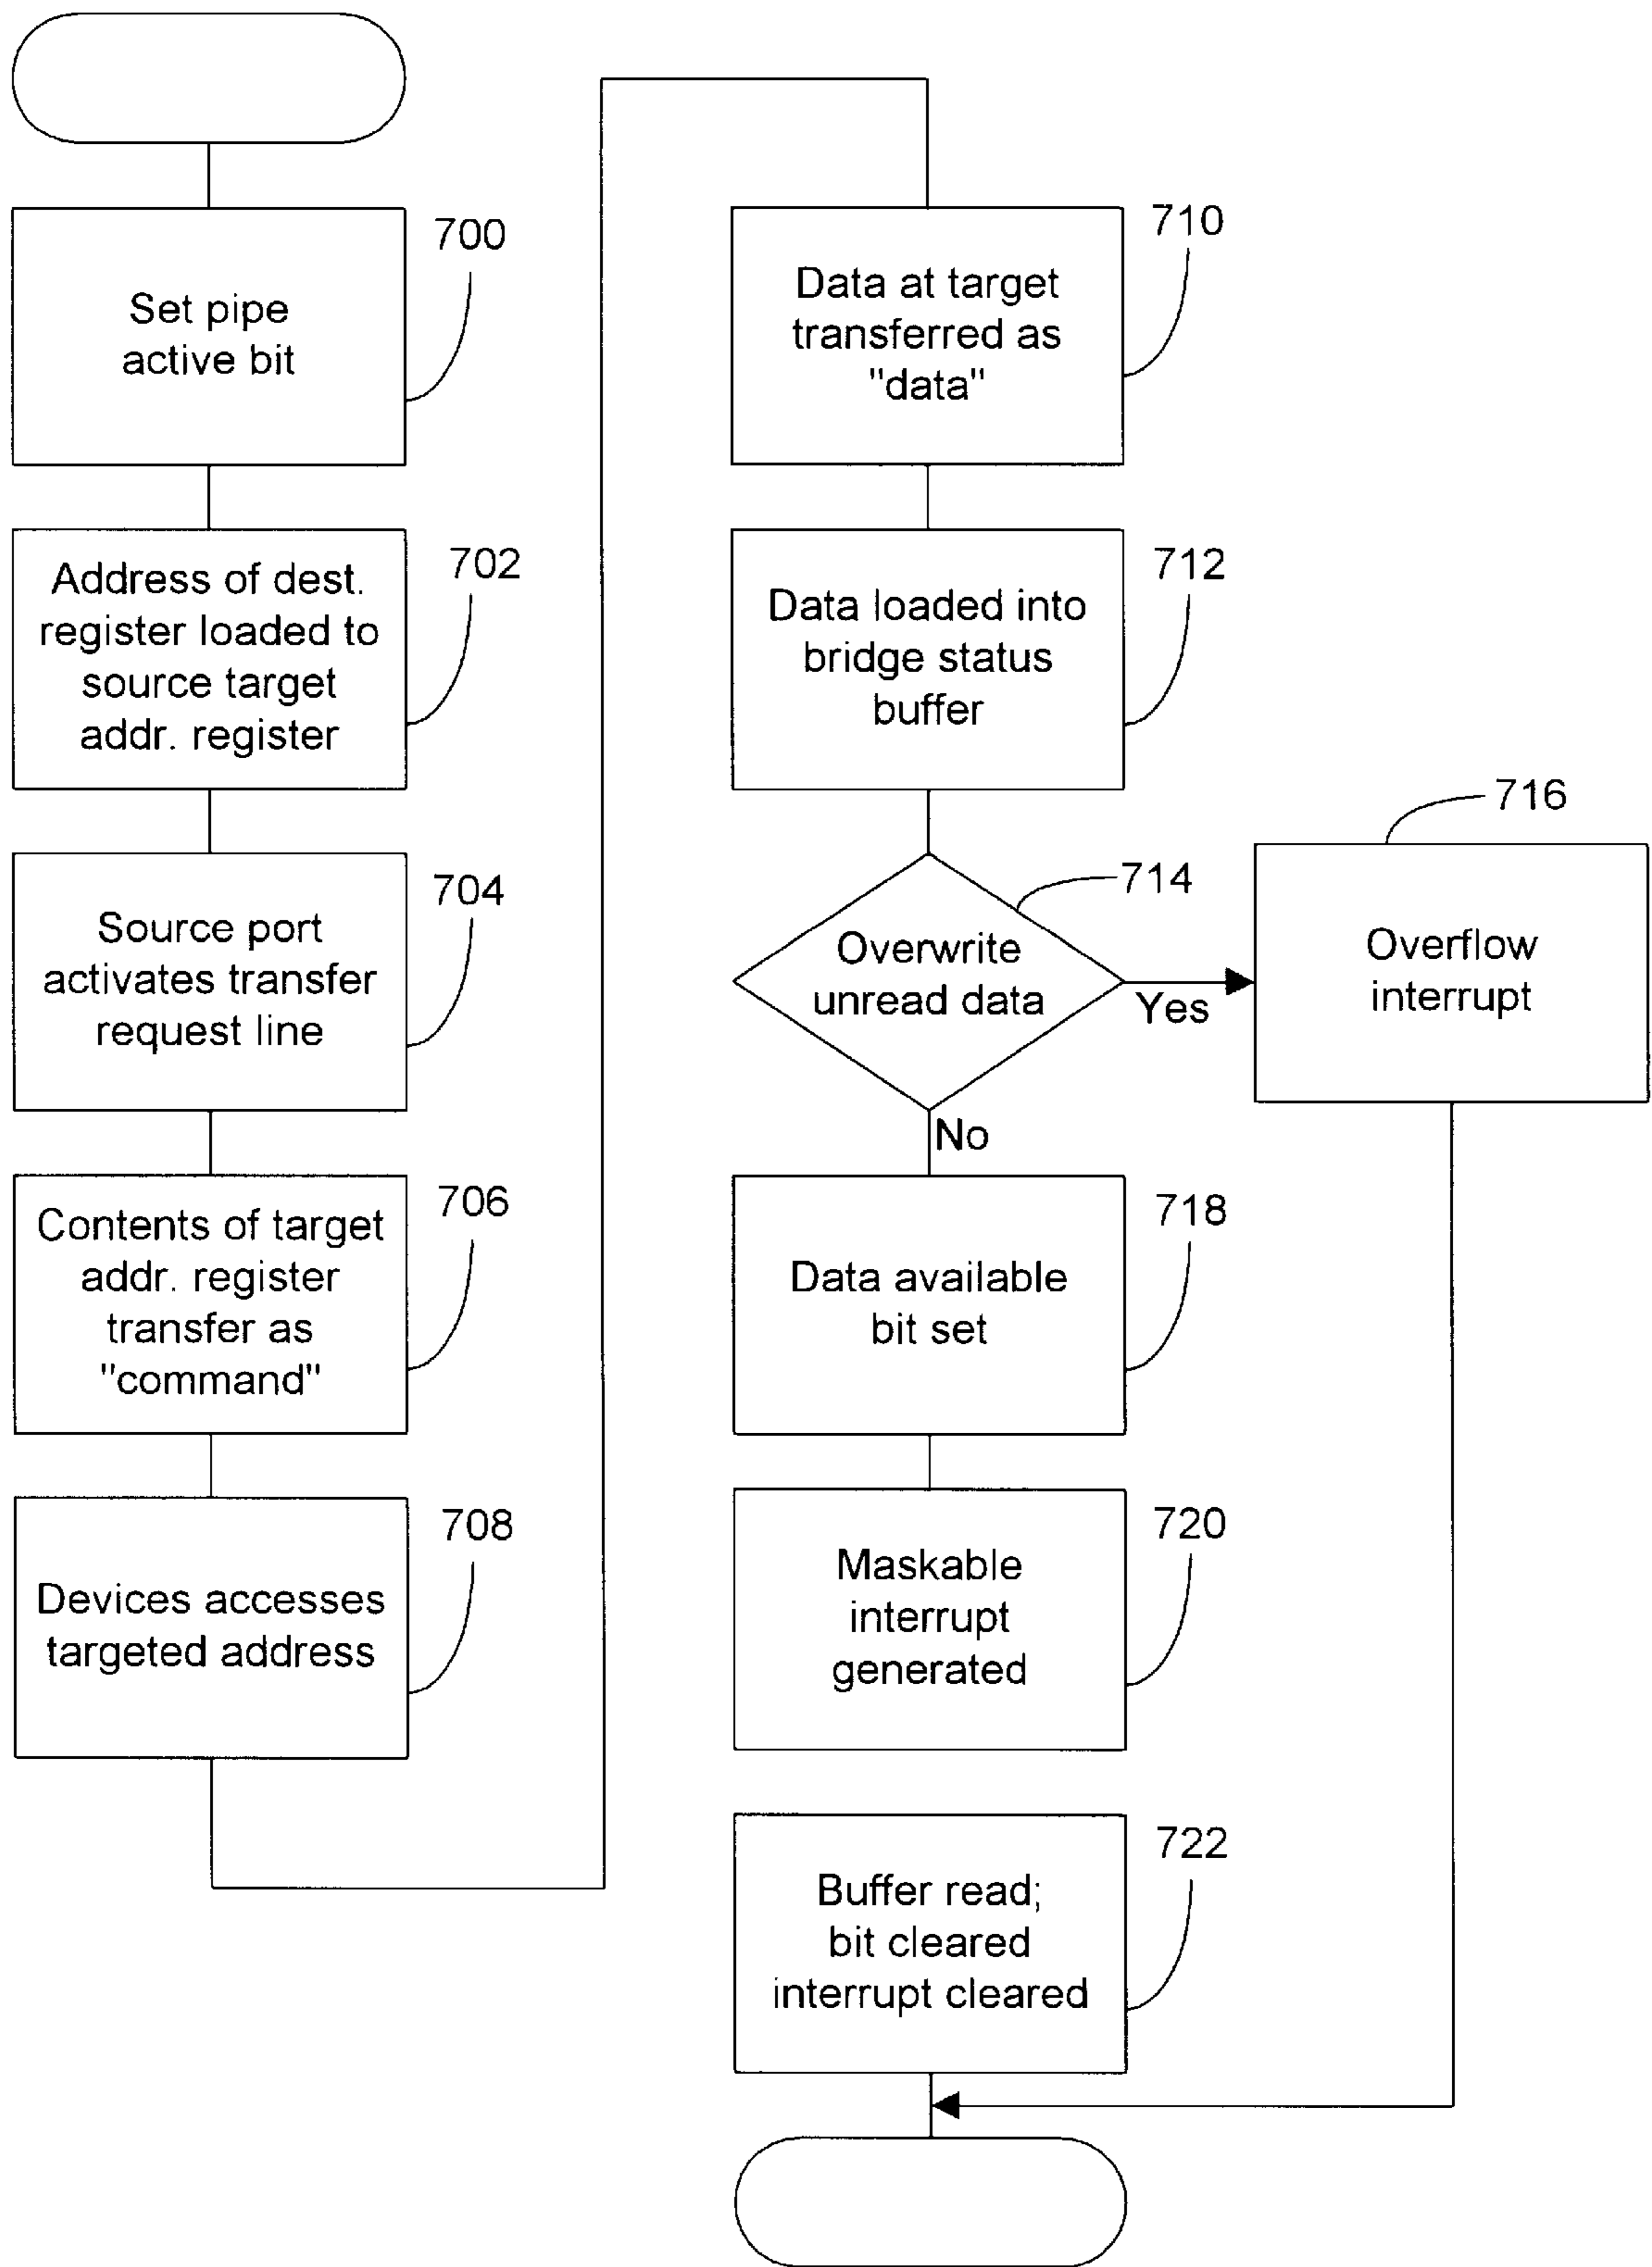 700
Set pipe
active bit
702
Address of dest.
register loaded to
source target
addr. register
704
Source port
activates transfer
request line
706
Contents of target
addr. register
transfer as
"command"
708
Devices accesses
targeted address
710
Data at target
transferred as
"data"
712
Data loaded into
bridge status
buffer
714
Overwrite
unread data
Yes
716
Overflow
interrupt
No
718
Data available
bit set
720
Maskable
interrupt
generated
722
Buffer read;
bit cleared
interrupt cleared